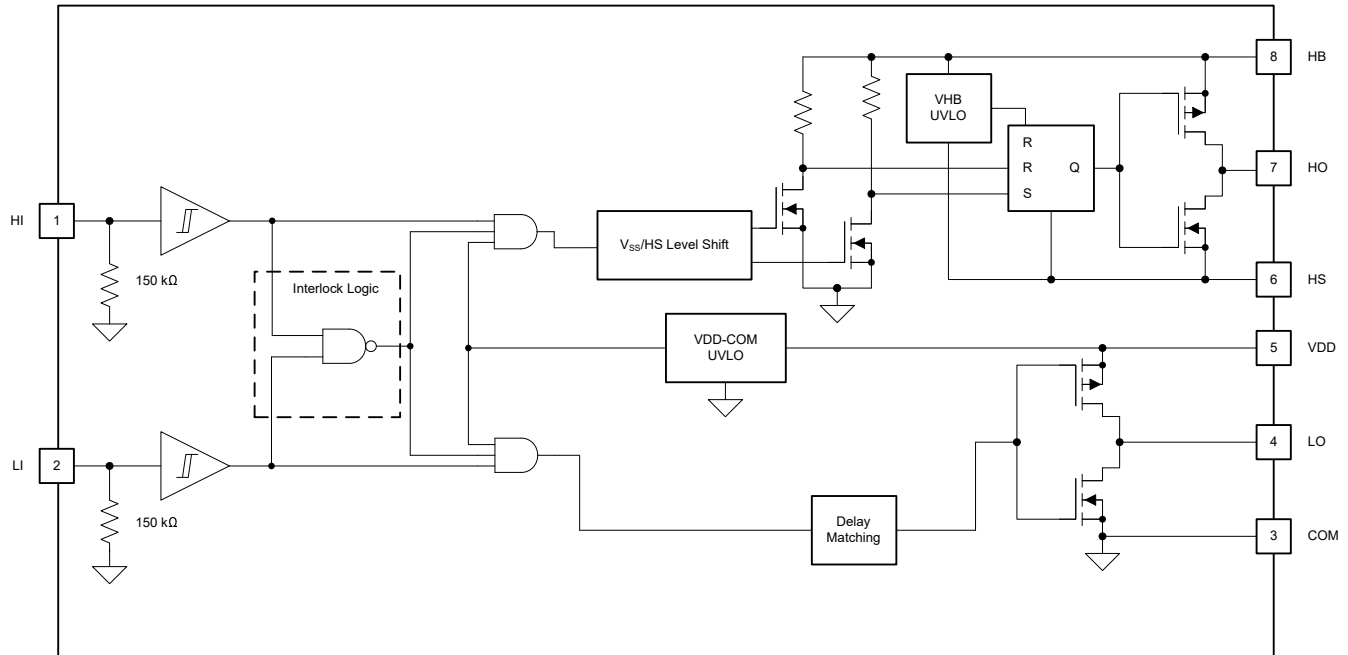 8 HB
VHB
UVLO
R
R Q
S
7 HO
HI 1
V_SS/HS Level Shift
150 kΩ
Interlock Logic
6 HS
VDD-COM
UVLO
5 VDD
4 LO
LI 2
150 kΩ
Delay
Matching
3 COM